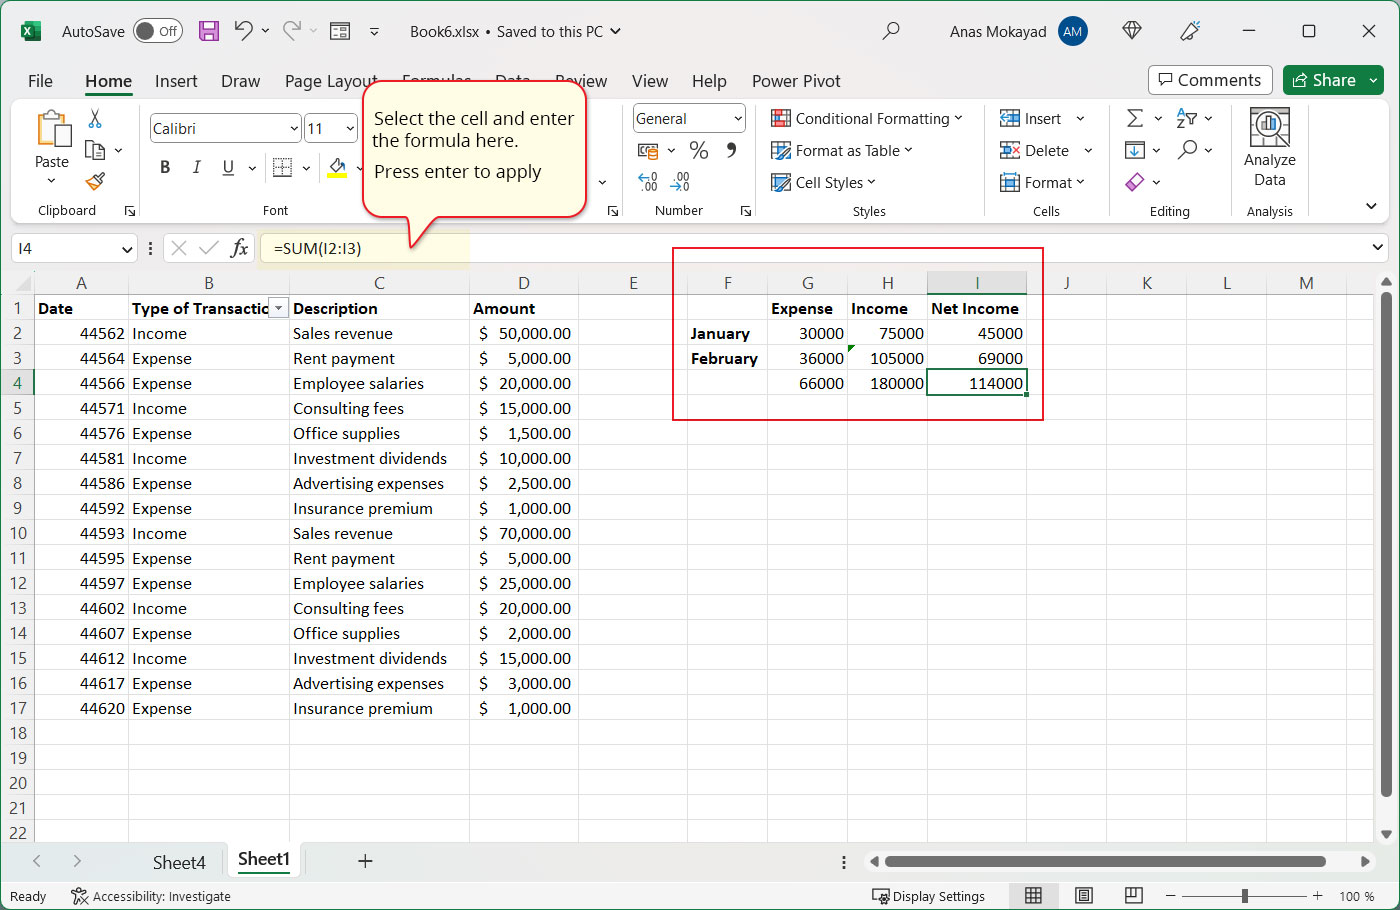 AutoSave Off Book6.xlsx • Saved to this PC Anas Mokayad AM
File Home Insert Draw Page Layout Formulas Data Review View Help Power Pivot Comments Share
Select the cell and enter
the formula here.
Press enter to apply
Paste
Clipboard
Calibri 11
B I U
Font
General
% 9
.00 .00
Number
Conditional Formatting
Format as Table
Cell Styles
Styles
Insert
Delete
Format
Cells
Editing
Analyze
Data
Analysis
I4 fx =SUM(I2:I3)
A B C D E F G H I J K L M
1 Date Type of Transactio Description Amount Expense Income Net Income
2 44562 Income Sales revenue $ 50,000.00 January 30000 75000 45000
3 44564 Expense Rent payment $ 5,000.00 February 36000 105000 69000
4 44566 Expense Employee salaries $ 20,000.00 66000 180000 114000
5 44571 Income Consulting fees $ 15,000.00
6 44576 Expense Office supplies $ 1,500.00
7 44581 Income Investment dividends $ 10,000.00
8 44586 Expense Advertising expenses $ 2,500.00
9 44592 Expense Insurance premium $ 1,000.00
10 44593 Income Sales revenue $ 70,000.00
11 44595 Expense Rent payment $ 5,000.00
12 44597 Expense Employee salaries $ 25,000.00
13 44602 Income Consulting fees $ 20,000.00
14 44607 Expense Office supplies $ 2,000.00
15 44612 Income Investment dividends $ 15,000.00
16 44617 Expense Advertising expenses $ 3,000.00
17 44620 Expense Insurance premium $ 1,000.00
18
19
20
21
22
Sheet4 Sheet1
Ready Accessibility: Investigate Display Settings 100 %